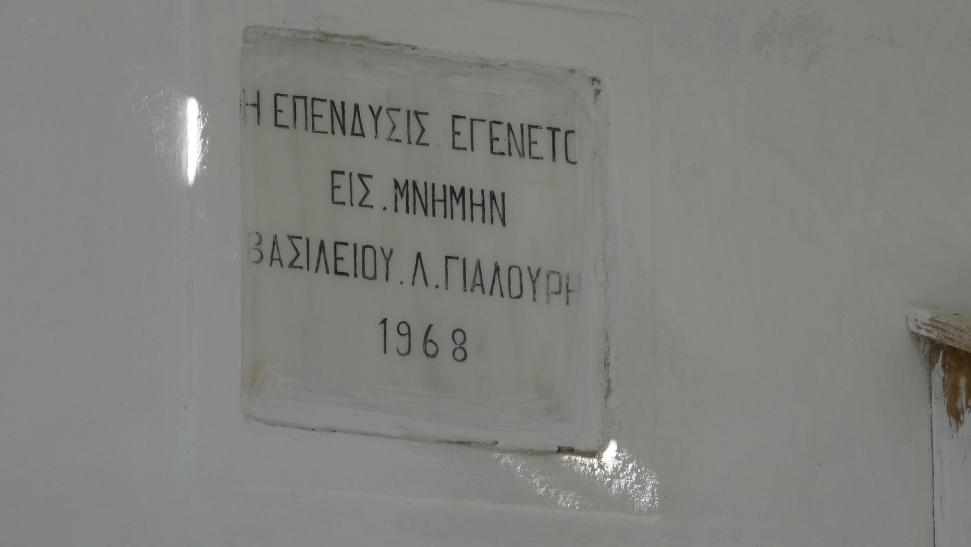 Η ΕΠΕΝΔΥΣΙΣ ΕΓΕΝΕΤΟ
ΕΙΣ . ΜΝΗΜΗΝ
ΒΑΣΙΛΕΙΟΥ . Λ . ΓΙΑΛΟΥΡΗ
1968